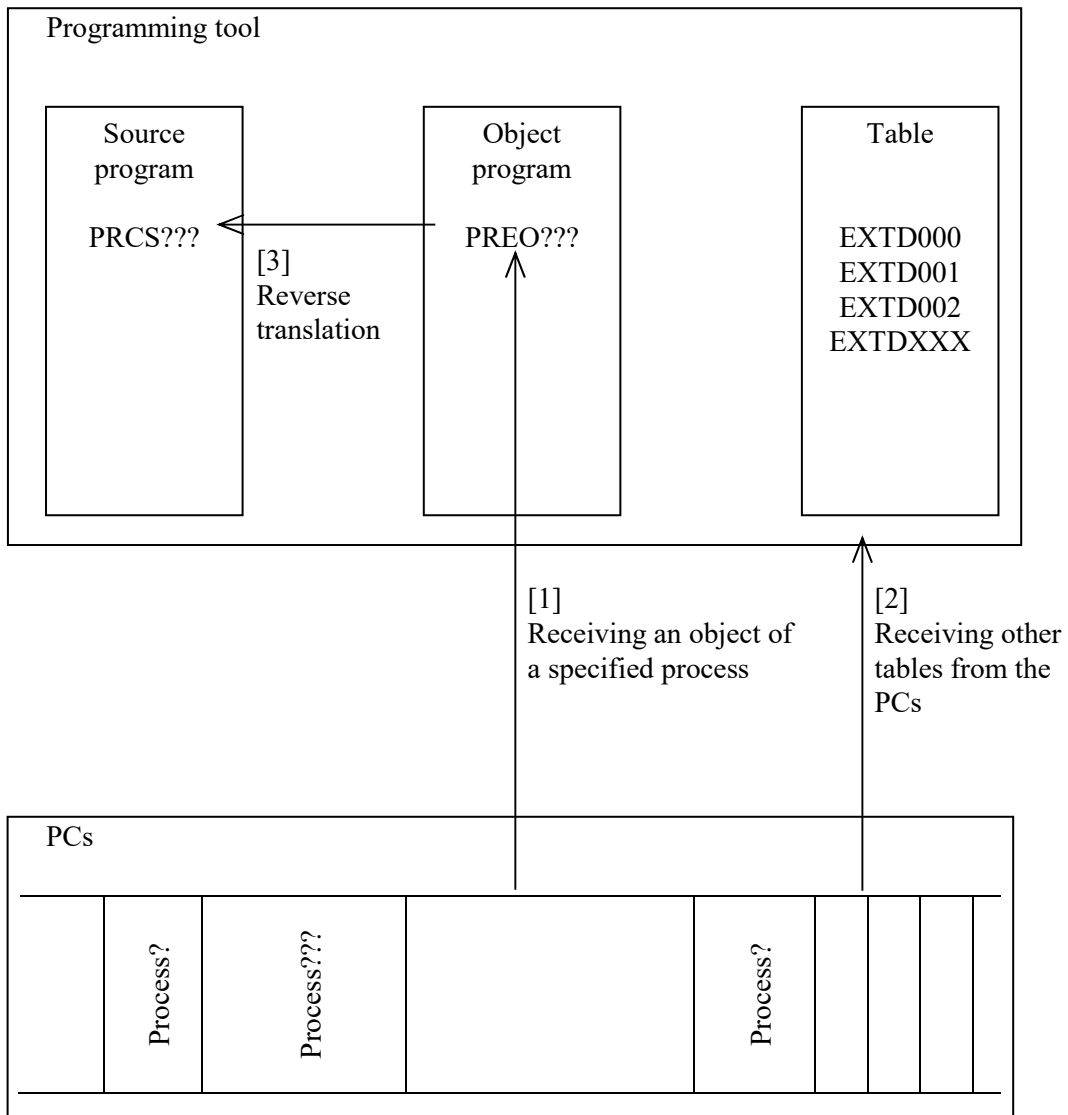 Programming tool
Source
program
PRCS???
Object
program
PREO???
Table
EXTD000
EXTD001
EXTD002
EXTDXXX
[3]
Reverse
translation
[1]
Receiving an object of
a specified process
[2]
Receiving other
tables from the
PCs
PCs
Process?
Process???
Process?